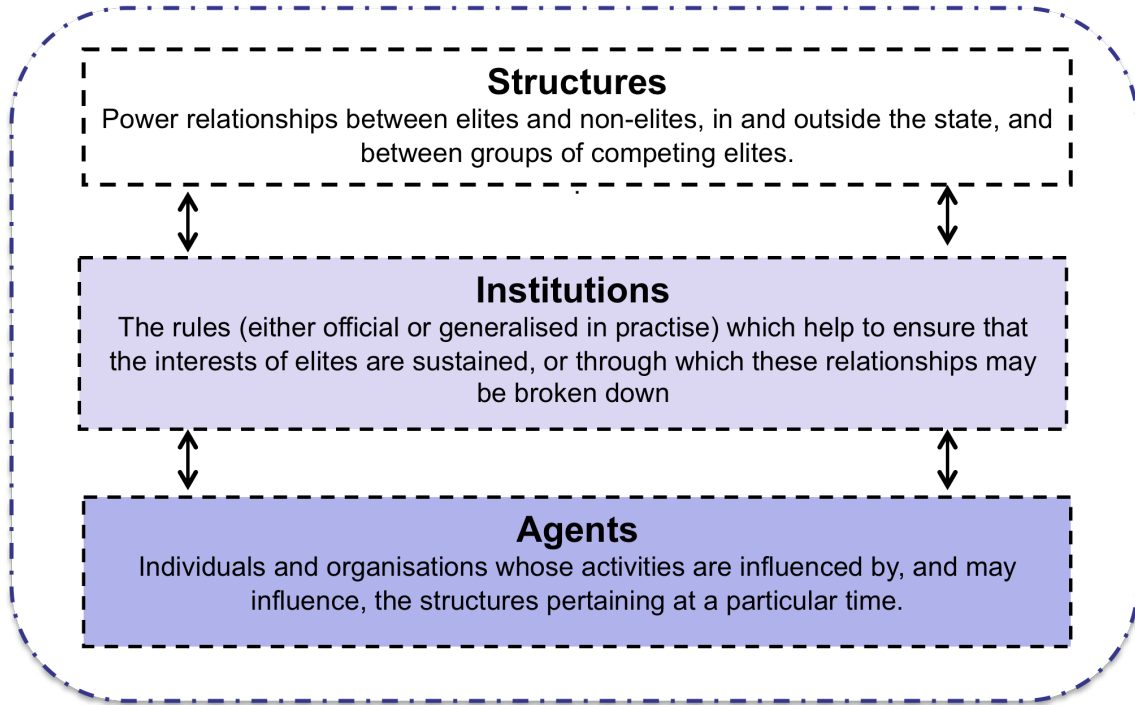 Structures
Power relationships between elites and non-elites, in and outside the state, and
between groups of competing elites.
.
Institutions
The rules (either official or generalised in practise) which help to ensure that
the interests of elites are sustained, or through which these relationships may
be broken down
Agents
Individuals and organisations whose activities are influenced by, and may
influence, the structures pertaining at a particular time.